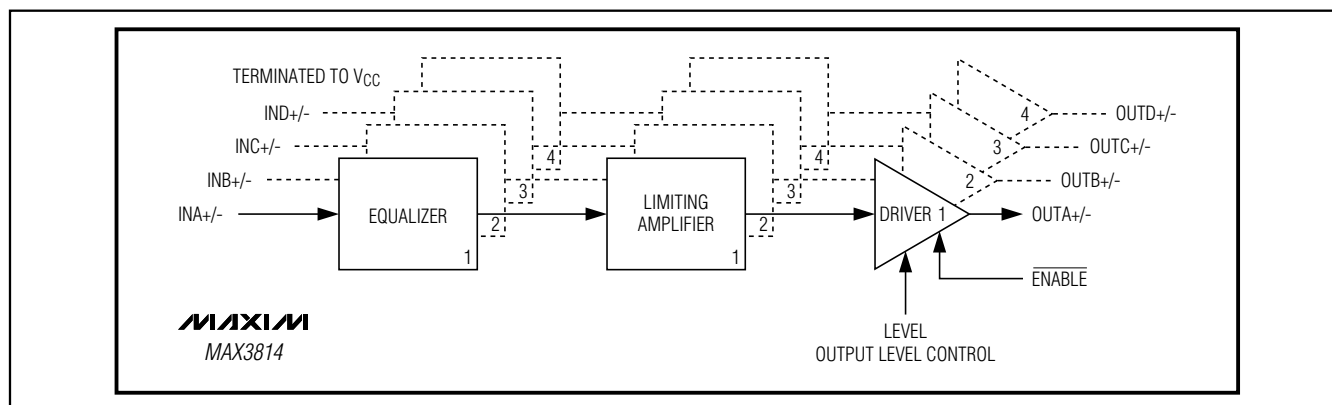 TERMINATED TO VCC
IND+/-
INC+/-
INB+/-
INA+/-
EQUALIZER
1
2
3
4
LIMITING
AMPLIFIER
1
2
3
4
DRIVER 1
2
3
4
OUTD+/-
OUTC+/-
OUTB+/-
OUTA+/-
ENABLE
LEVEL
OUTPUT LEVEL CONTROL
MAXIM
MAX3814